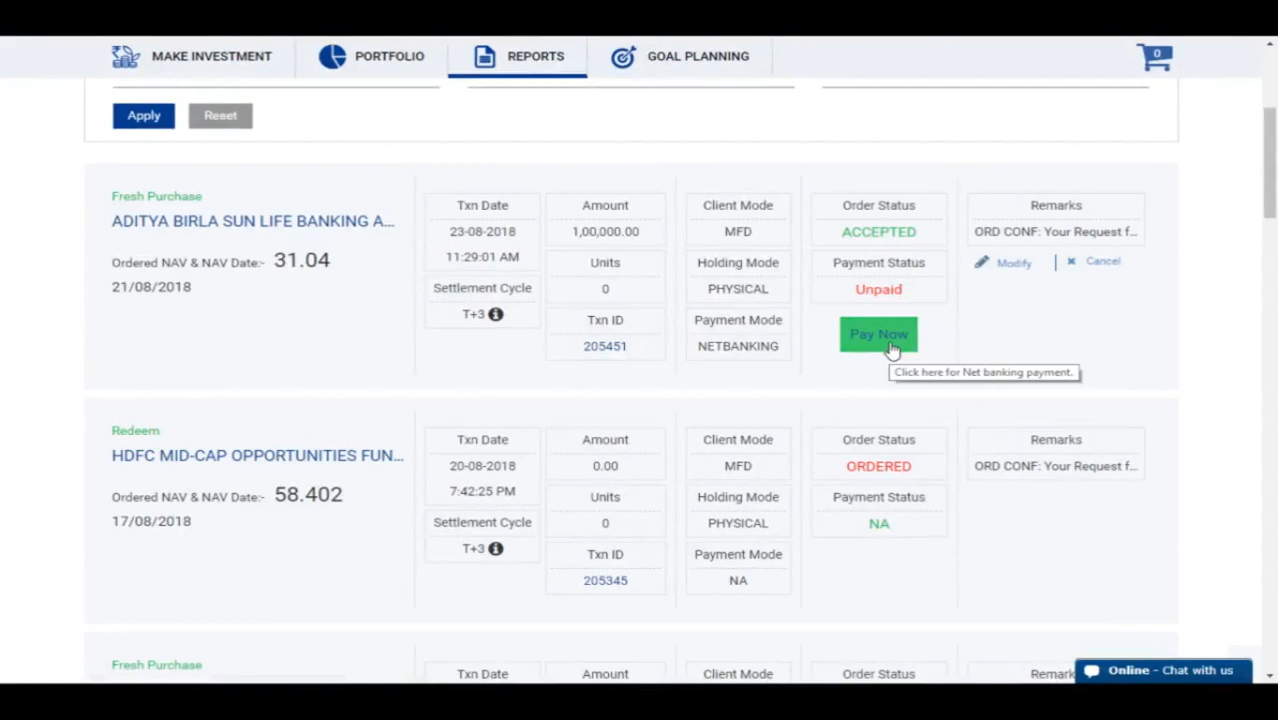 MAKE INVESTMENT
PORTFOLIO
REPORTS
GOAL PLANNING
0
Apply
Reset
Fresh Purchase
ADITYA BIRLA SUN LIFE BANKING A...
Ordered NAV & NAV Date:- 31.04
21/08/2018
Txn Date
23-08-2018
11:29:01 AM
Settlement Cycle
T+3
Amount
1,00,000.00
Units
0
Txn ID
205451
Client Mode
MFD
Holding Mode
PHYSICAL
Payment Mode
NETBANKING
Order Status
ACCEPTED
Payment Status
Unpaid
Pay Now
Click here for Net banking payment.
Remarks
ORD CONF: Your Request f...
Modify
Cancel
Redeem
HDFC MID-CAP OPPORTUNITIES FUN...
Ordered NAV & NAV Date:- 58.402
17/08/2018
Txn Date
20-08-2018
7:42:25 PM
Settlement Cycle
T+3
Amount
0.00
Units
0
Txn ID
205345
Client Mode
MFD
Holding Mode
PHYSICAL
Payment Mode
NA
Order Status
ORDERED
Payment Status
NA
Remarks
ORD CONF: Your Request f...
Fresh Purchase
Txn Date
Amount
Client Mode
Order Status
Remark
Online - Chat with us